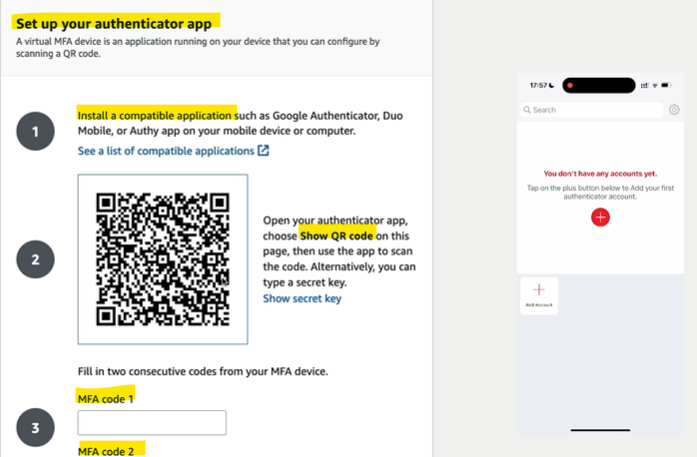 Set up your authenticator app
A virtual MFA device is an application running on your device that you can configure by
scanning a QR code.
1
Install a compatible application such as Google Authenticator, Duo
Mobile, or Authy app on your mobile device or computer.
See a list of compatible applications
2
Open your authenticator app,
choose Show QR code on this
page, then use the app to scan
the code. Alternatively, you can
type a secret key.
Show secret key
Fill in two consecutive codes from your MFA device.
3
MFA code 1
MFA code 2
17:57
Search
You don't have any accounts yet.
Tap on the plus button below to Add your first
authenticator account.
Add Account